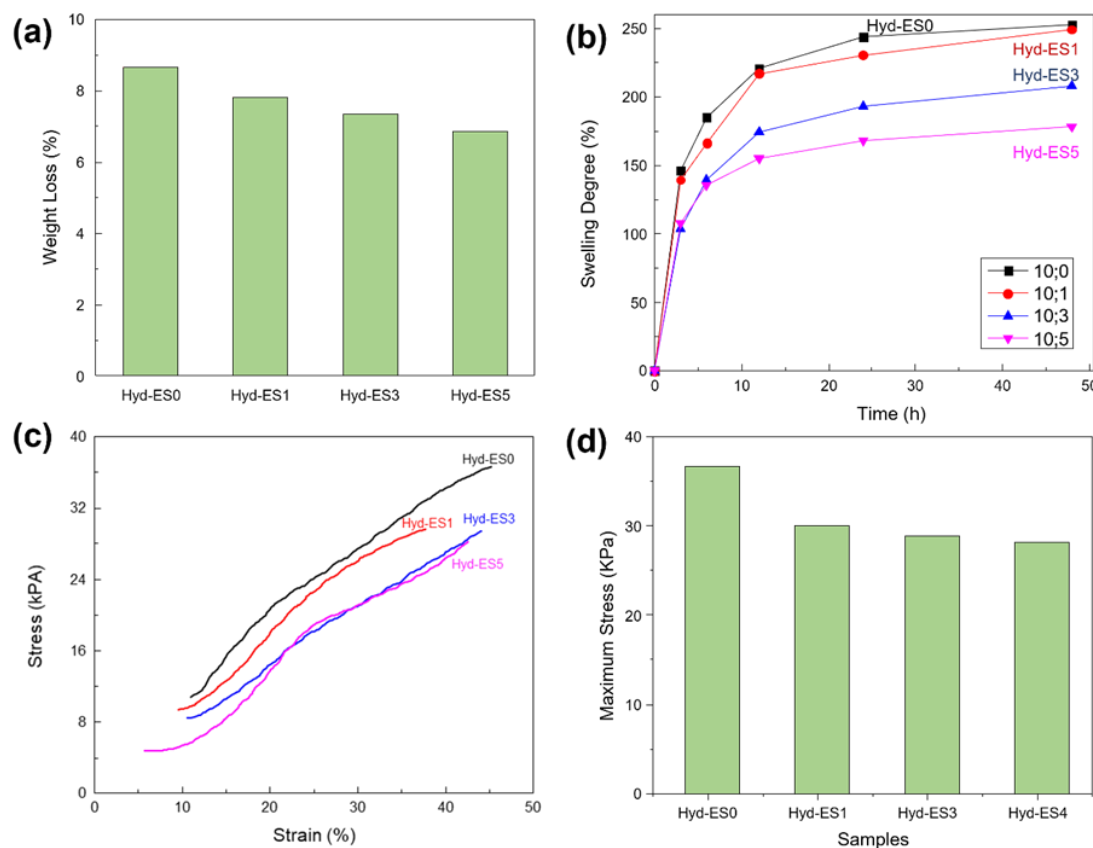 (a)
10
8
6
4
2
0
Weight Loss (%)
Hyd-ES0 Hyd-ES1 Hyd-ES3 Hyd-ES5
(b)
250
200
150
100
50
0
Swelling Degree (%)
Hyd-ES0
Hyd-ES1
Hyd-ES3
Hyd-ES5
10;0
10;1
10;3
10;5
0 10 20 30 40 50
Time (h)
(c)
40
32
24
16
8
0
Stress (kPA)
Hyd-ES0
Hyd-ES1
Hyd-ES3
Hyd-ES5
0 10 20 30 40 50
Strain (%)
(d)
40
30
20
10
0
Maximum Stress (KPa)
Hyd-ES0 Hyd-ES1 Hyd-ES3 Hyd-ES4
Samples